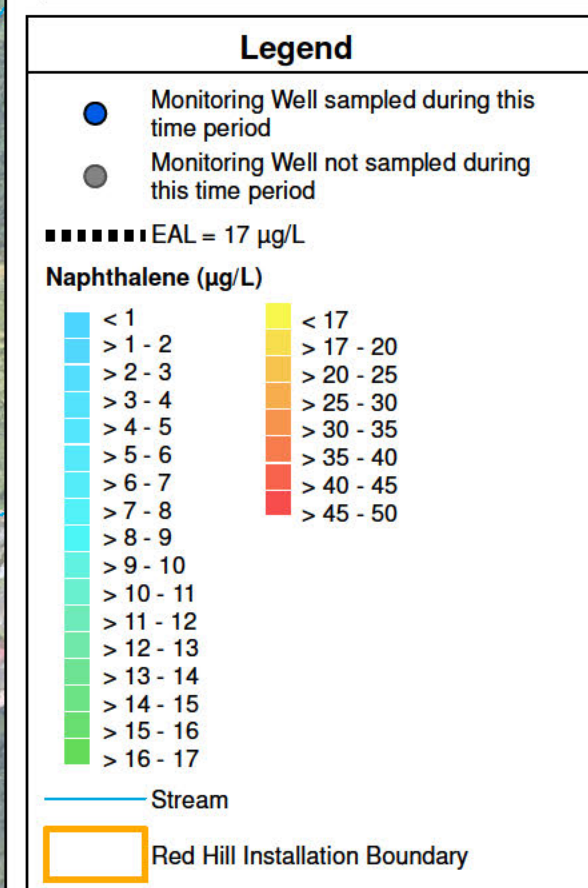 Legend
Monitoring Well sampled during this
time period
Monitoring Well not sampled during
this time period
EAL = 17 µg/L
Naphthalene (µg/L)
< 1
> 1 - 2
> 2 - 3
> 3 - 4
> 4 - 5
> 5 - 6
> 6 - 7
> 7 - 8
> 8 - 9
> 9 - 10
> 10 - 11
> 11 - 12
> 12 - 13
> 13 - 14
> 14 - 15
> 15 - 16
> 16 - 17
< 17
> 17 - 20
> 20 - 25
> 25 - 30
> 30 - 35
> 35 - 40
> 40 - 45
> 45 - 50
Stream
Red Hill Installation Boundary